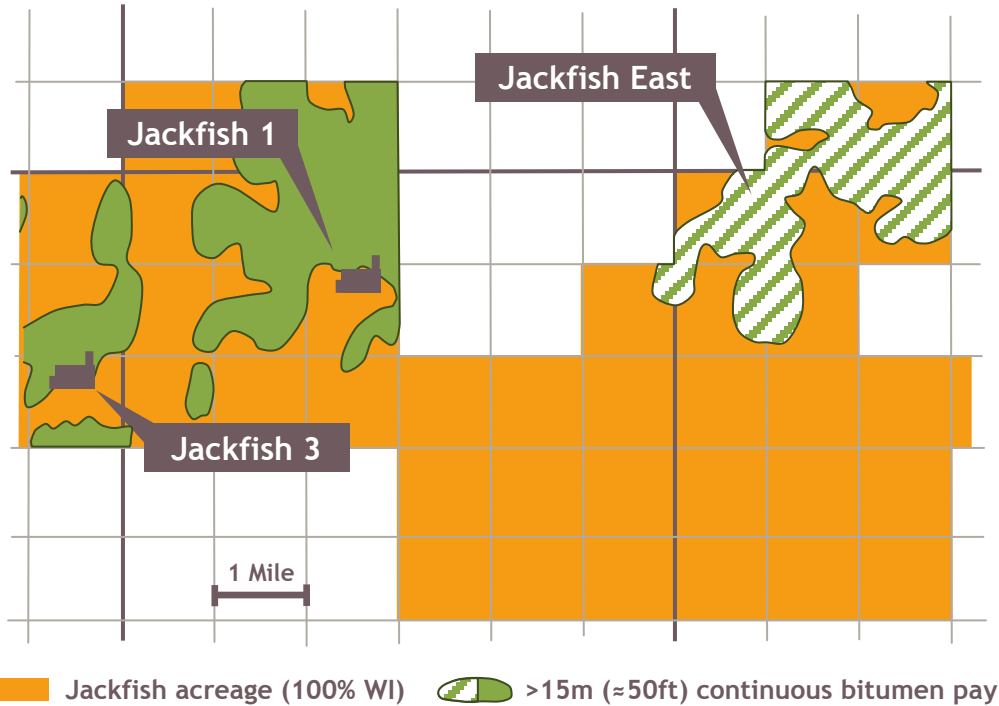 Jackfish East
Jackfish 1
Jackfish 3
1 Mile
Jackfish acreage (100% WI)
>15m (≈50ft) continuous bitumen pay